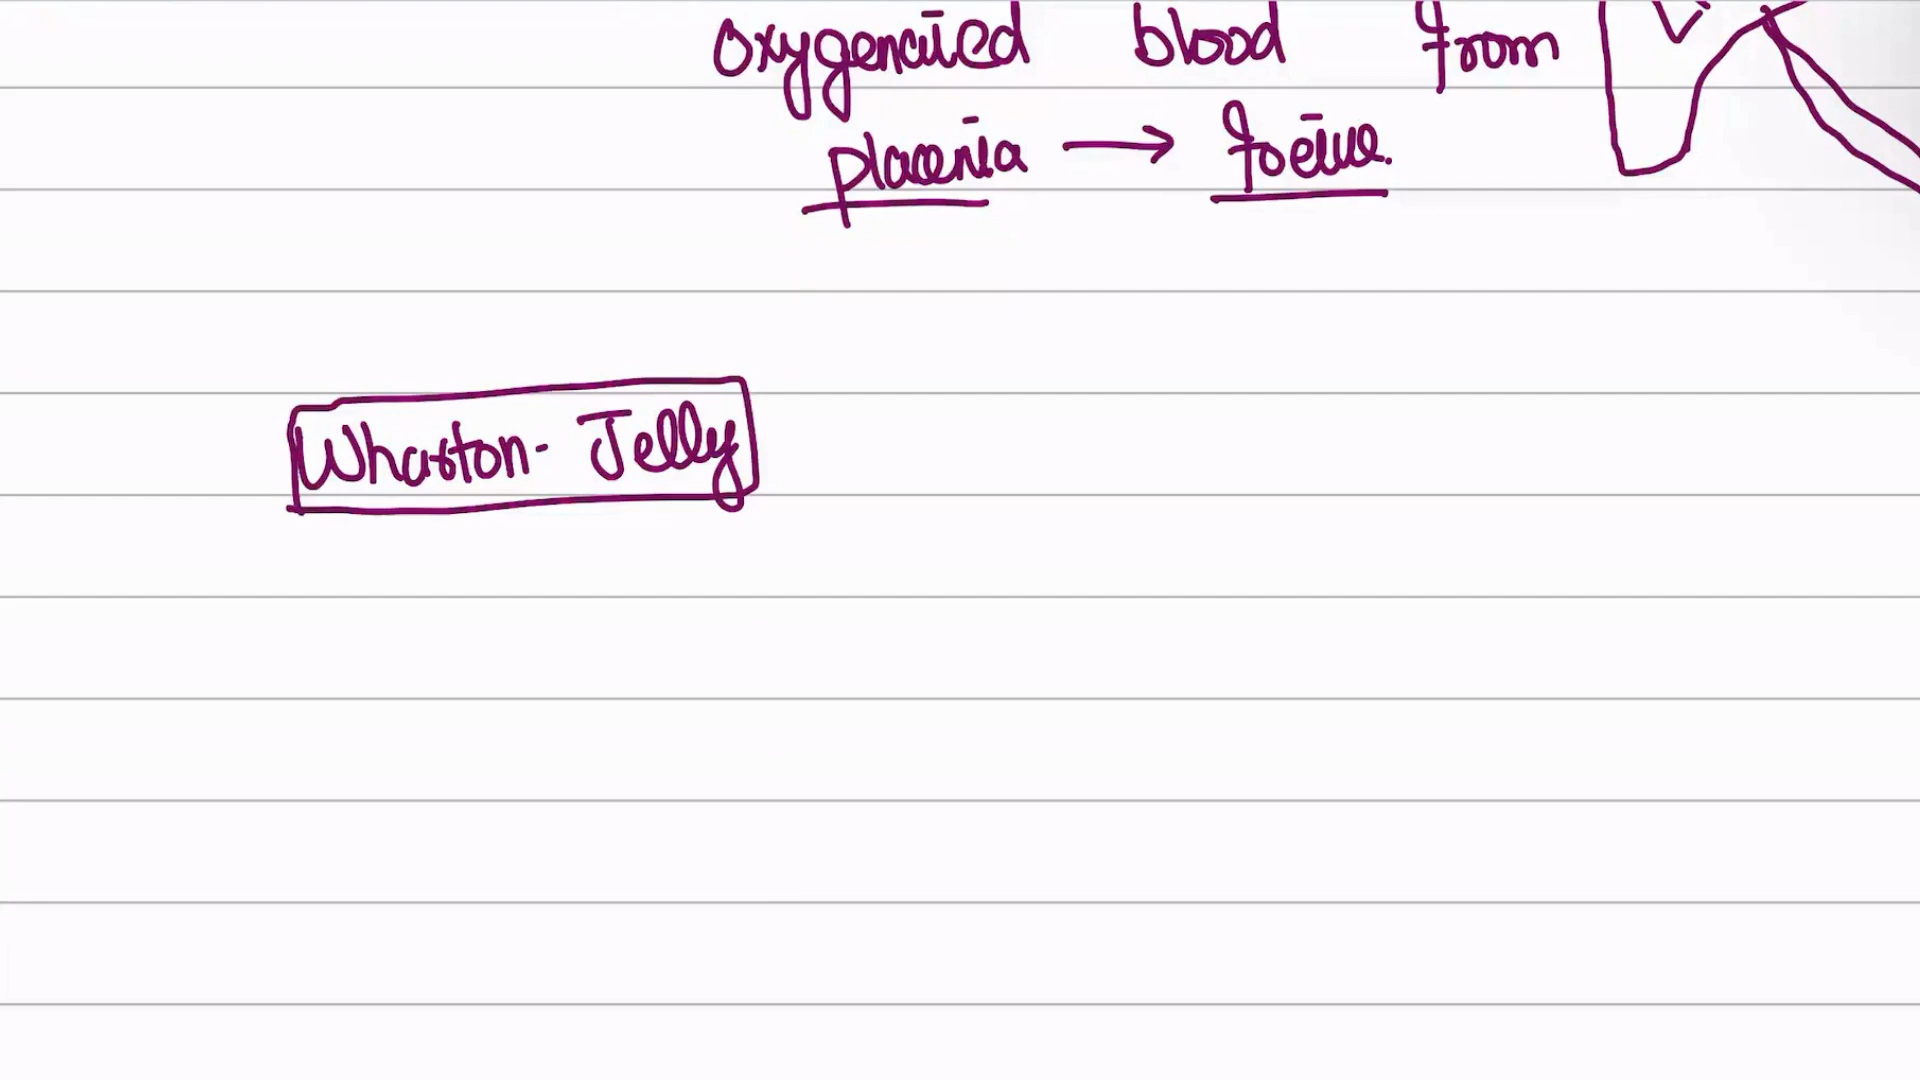 Oxygenated blood from
placenta → foetus.
Wharton- Jelly